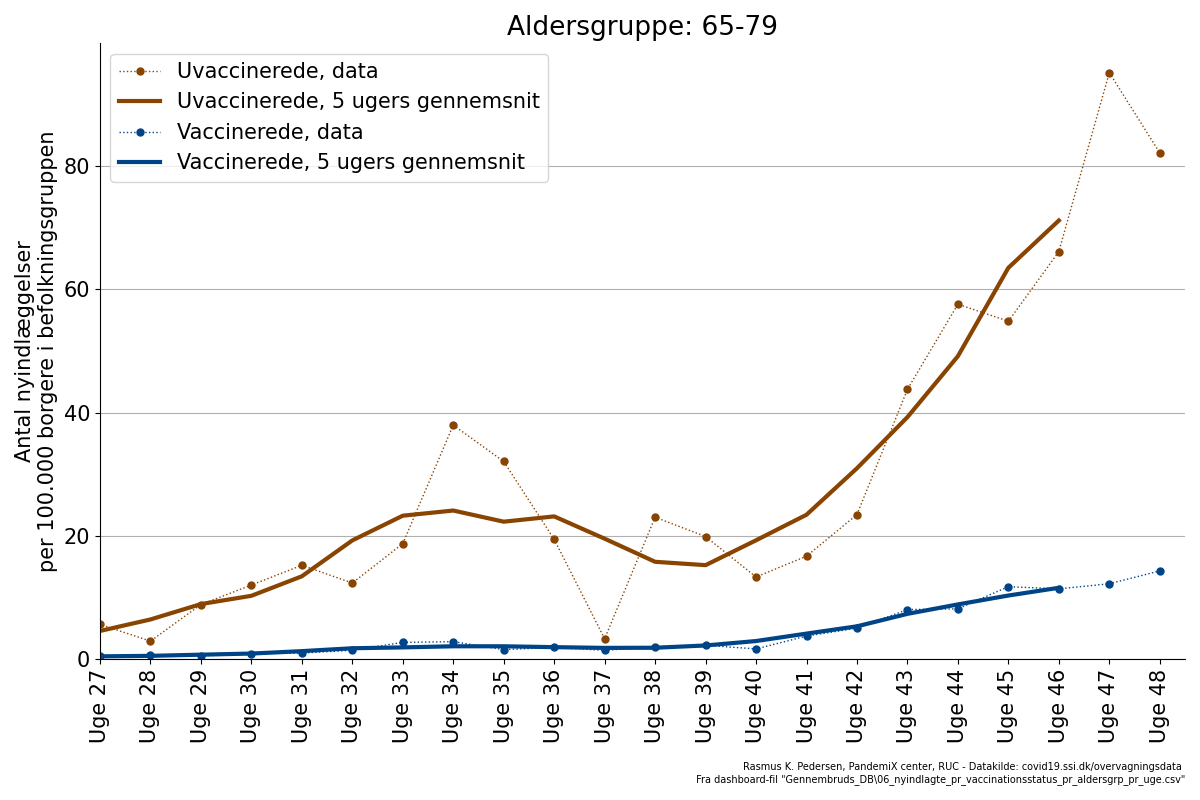 Aldersgruppe: 65-79
Uvaccinerede, data
Uvaccinerede, 5 ugers gennemsnit
Vaccinerede, data
Vaccinerede, 5 ugers gennemsnit
Antal nyindlæggelser
per 100.000 borgere i befolkningsgruppen
80
60
40
20
0
Uge 27
Uge 28
Uge 29
Uge 30
Uge 31
Uge 32
Uge 33
Uge 34
Uge 35
Uge 36
Uge 37
Uge 38
Uge 39
Uge 40
Uge 41
Uge 42
Uge 43
Uge 44
Uge 45
Uge 46
Uge 47
Uge 48
Rasmus K. Pedersen, PandemiX center, RUC - Datakilde: covid19.ssi.dk/overvagningsdata
Fra dashboard-fil "Gennembruds_DB\06_nyindlagte_pr_vaccinationsstatus_pr_aldersgrp_pr_uge.csv"